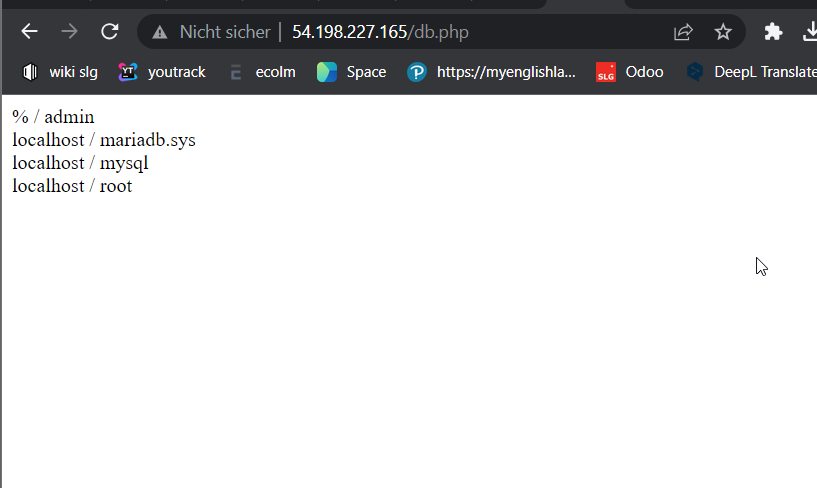 Nicht sicher | 54.198.227.165/db.php
wiki slg youtrack ecolm Space https://myenglishla... SLG Odoo DeepL Translate
% / admin
localhost / mariadb.sys
localhost / mysql
localhost / root